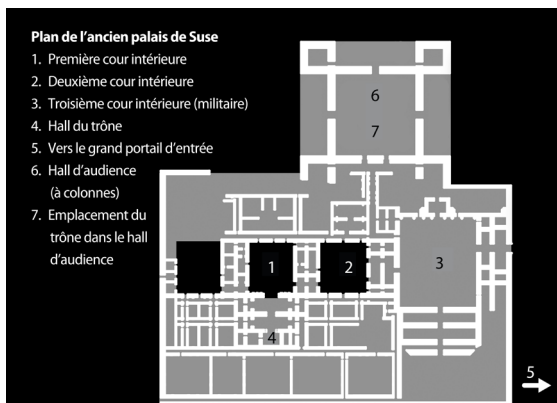 Plan de l'ancien palais de Suse
1. Première cour intérieure
2. Deuxième cour intérieure
3. Troisième cour intérieure (militaire)
4. Hall du trône
5. Vers le grand portail d'entrée
6. Hall d'audience
(à colonnes)
7. Emplacement du
trône dans le hall
d'audience
6
7
1
2
3
4
5